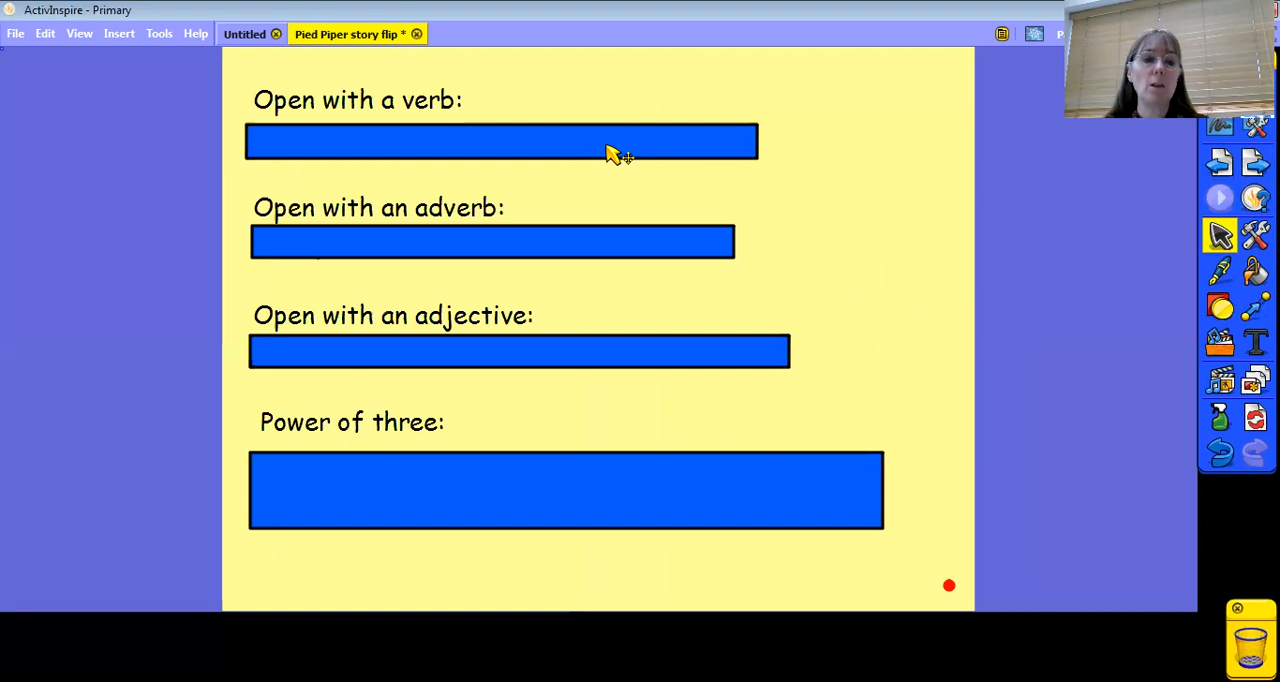 ActivInspire - Primary
File Edit View Insert Tools Help Untitled Pied Piper story flip *
Open with a verb:
Open with an adverb:
Open with an adjective:
Power of three: